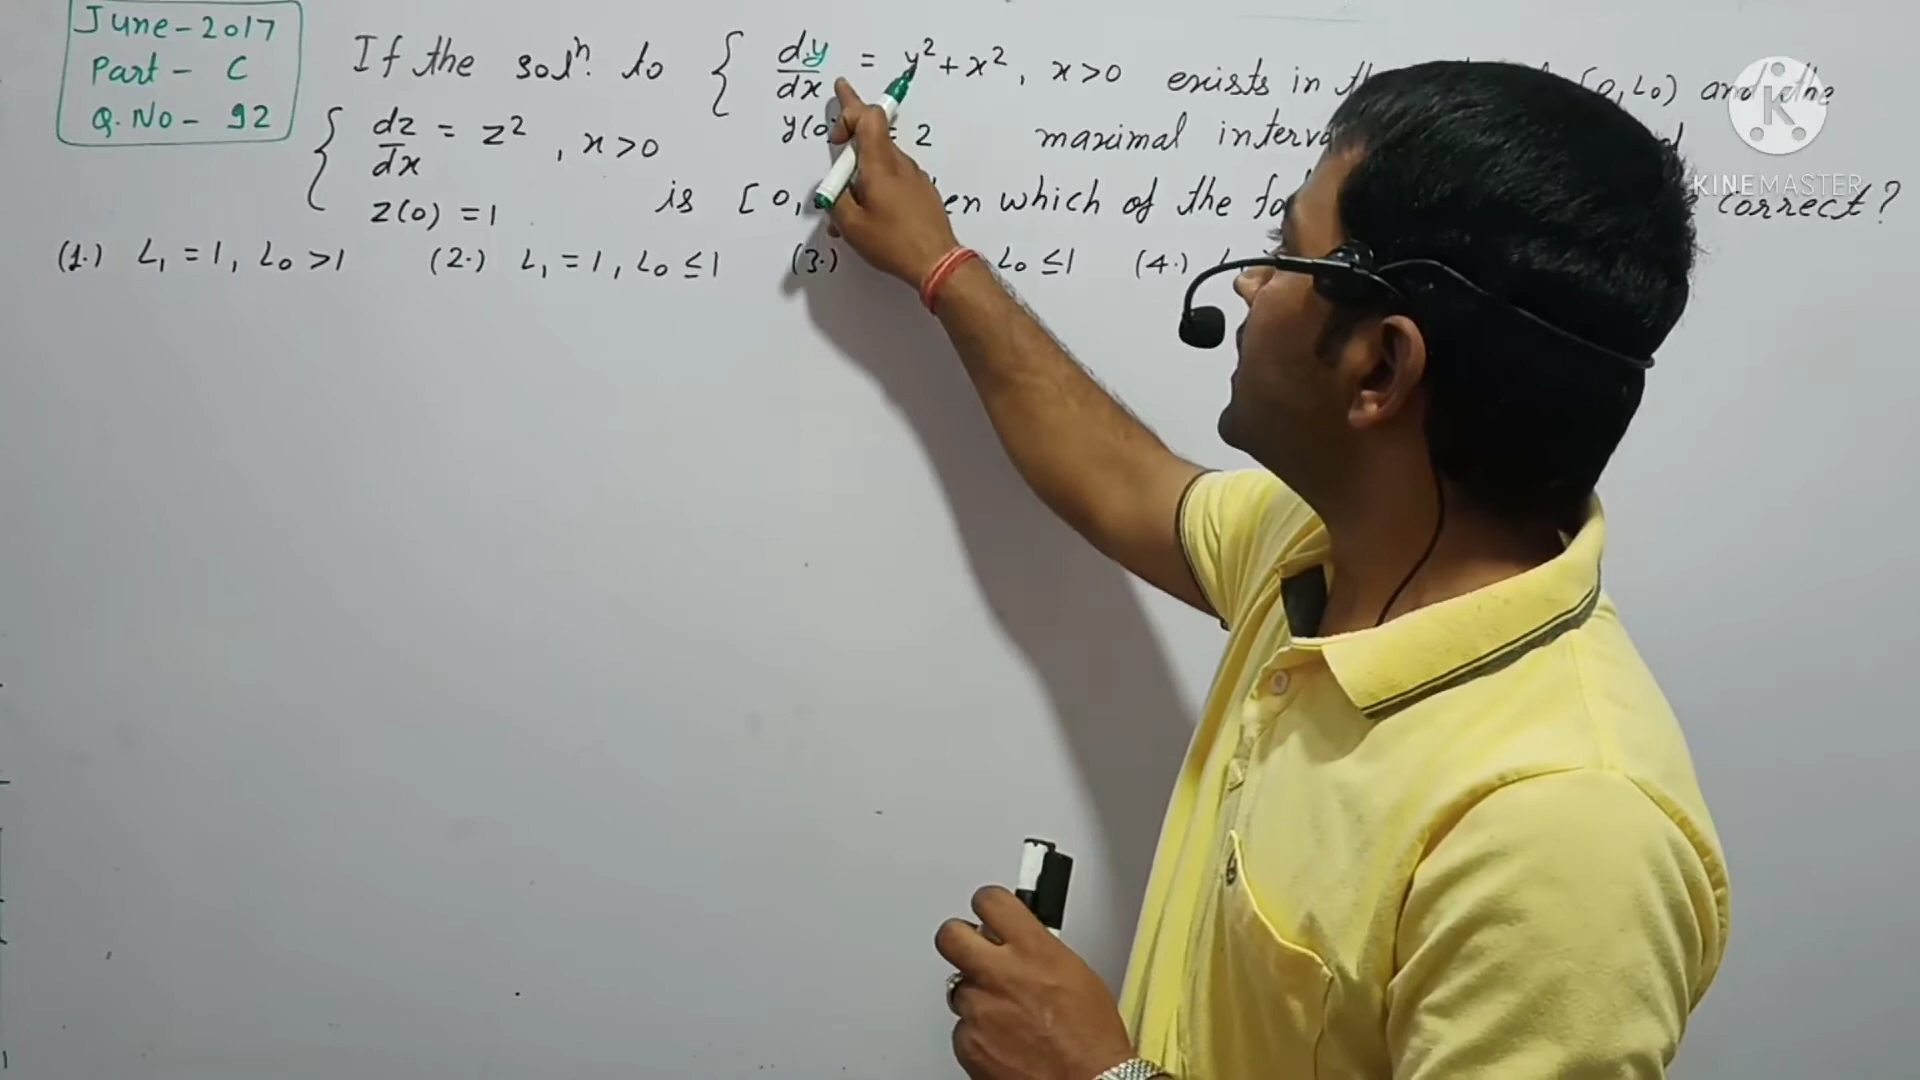 June-2017
Part - C
Q.No - 92
If the solⁿ. to { dy/dx = y² + x², x>0 exists in , L₀) and the
y(0) = 2 maximal interva
{ dz/dx = z², x>0
z(0) = 1 is [0, which of the correct?
(1.) L₁ = 1, L₀ >1 (2.) L₁ = 1, L₀ ≤1 (3.) L₀ ≤1 (4.)
K
KINEMASTER